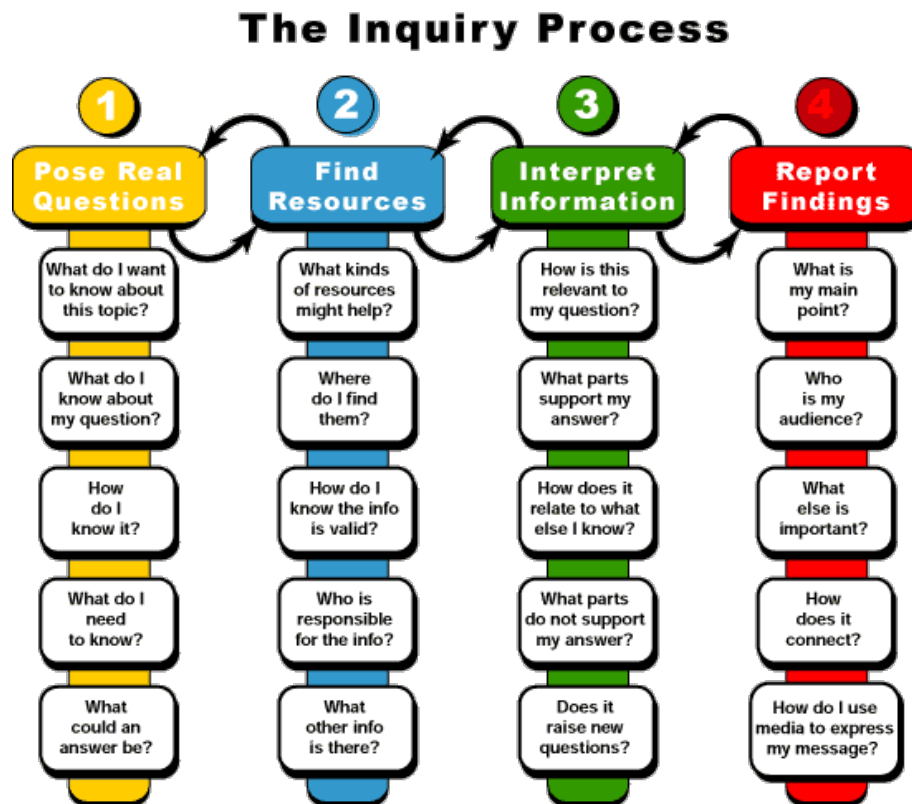 The Inquiry Process
1
Pose Real
Questions
What do I want
to know about
this topic?
What do I
know about
my question?
How
do I
know it?
What do I
need
to know?
What
could an
answer be?
2
Find
Resources
What kinds
of resources
might help?
Where
do I find
them?
How do I
know the info
is valid?
Who is
responsible
for the info?
What
other info
is there?
3
Interpret
Information
How is this
relevant to
my question?
What parts
support my
answer?
How does it
relate to what
else I know?
What parts
do not support
my answer?
Does it
raise new
questions?
4
Report
Findings
What is
my main
point?
Who
is my
audience?
What
else is
important?
How
does it
connect?
How do I use
media to express
my message?